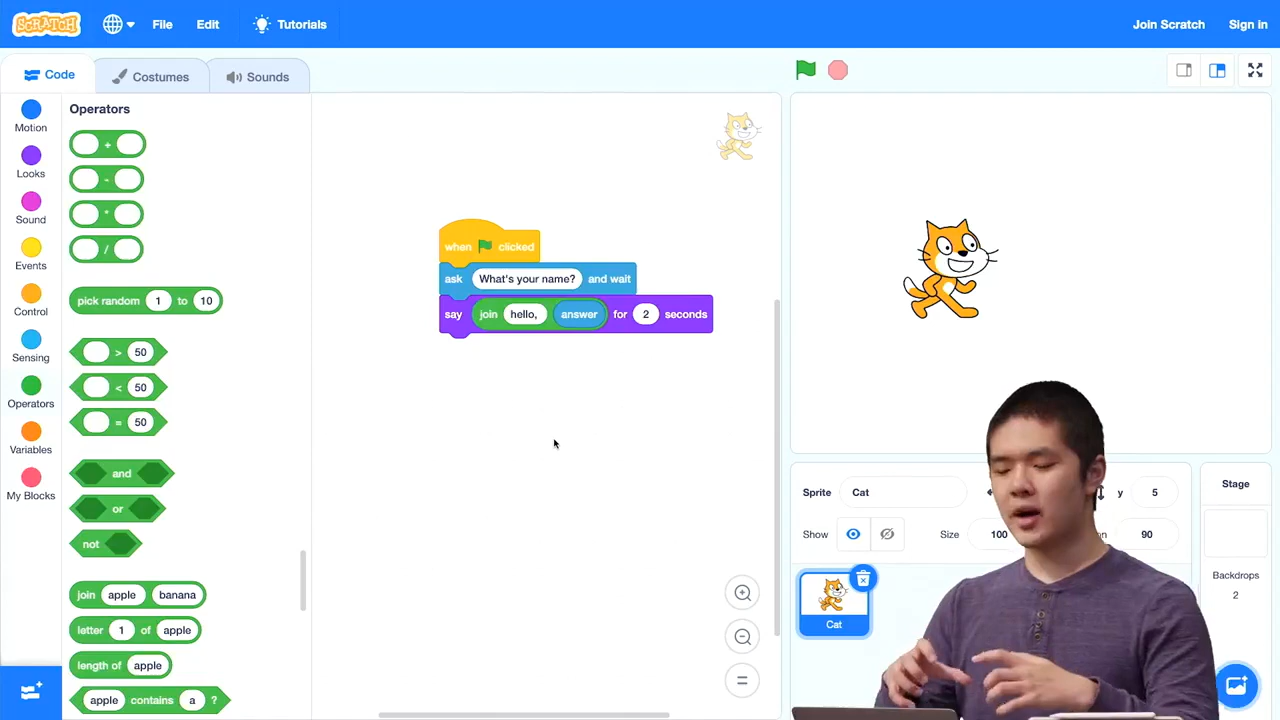 SCRATCH
File
Edit
Tutorials
Join Scratch
Sign in
Code
Costumes
Sounds
Motion
Looks
Sound
Events
Control
Sensing
Operators
Variables
My Blocks
Operators
+
-
*
/
pick random 1 to 10
> 50
< 50
= 50
and
or
not
join apple banana
letter 1 of apple
length of apple
apple contains a ?
when clicked
ask What's your name? and wait
say join hello, answer for 2 seconds
Sprite Cat
y 5
Show
Size 100
90
Cat
Stage
Backdrops
2